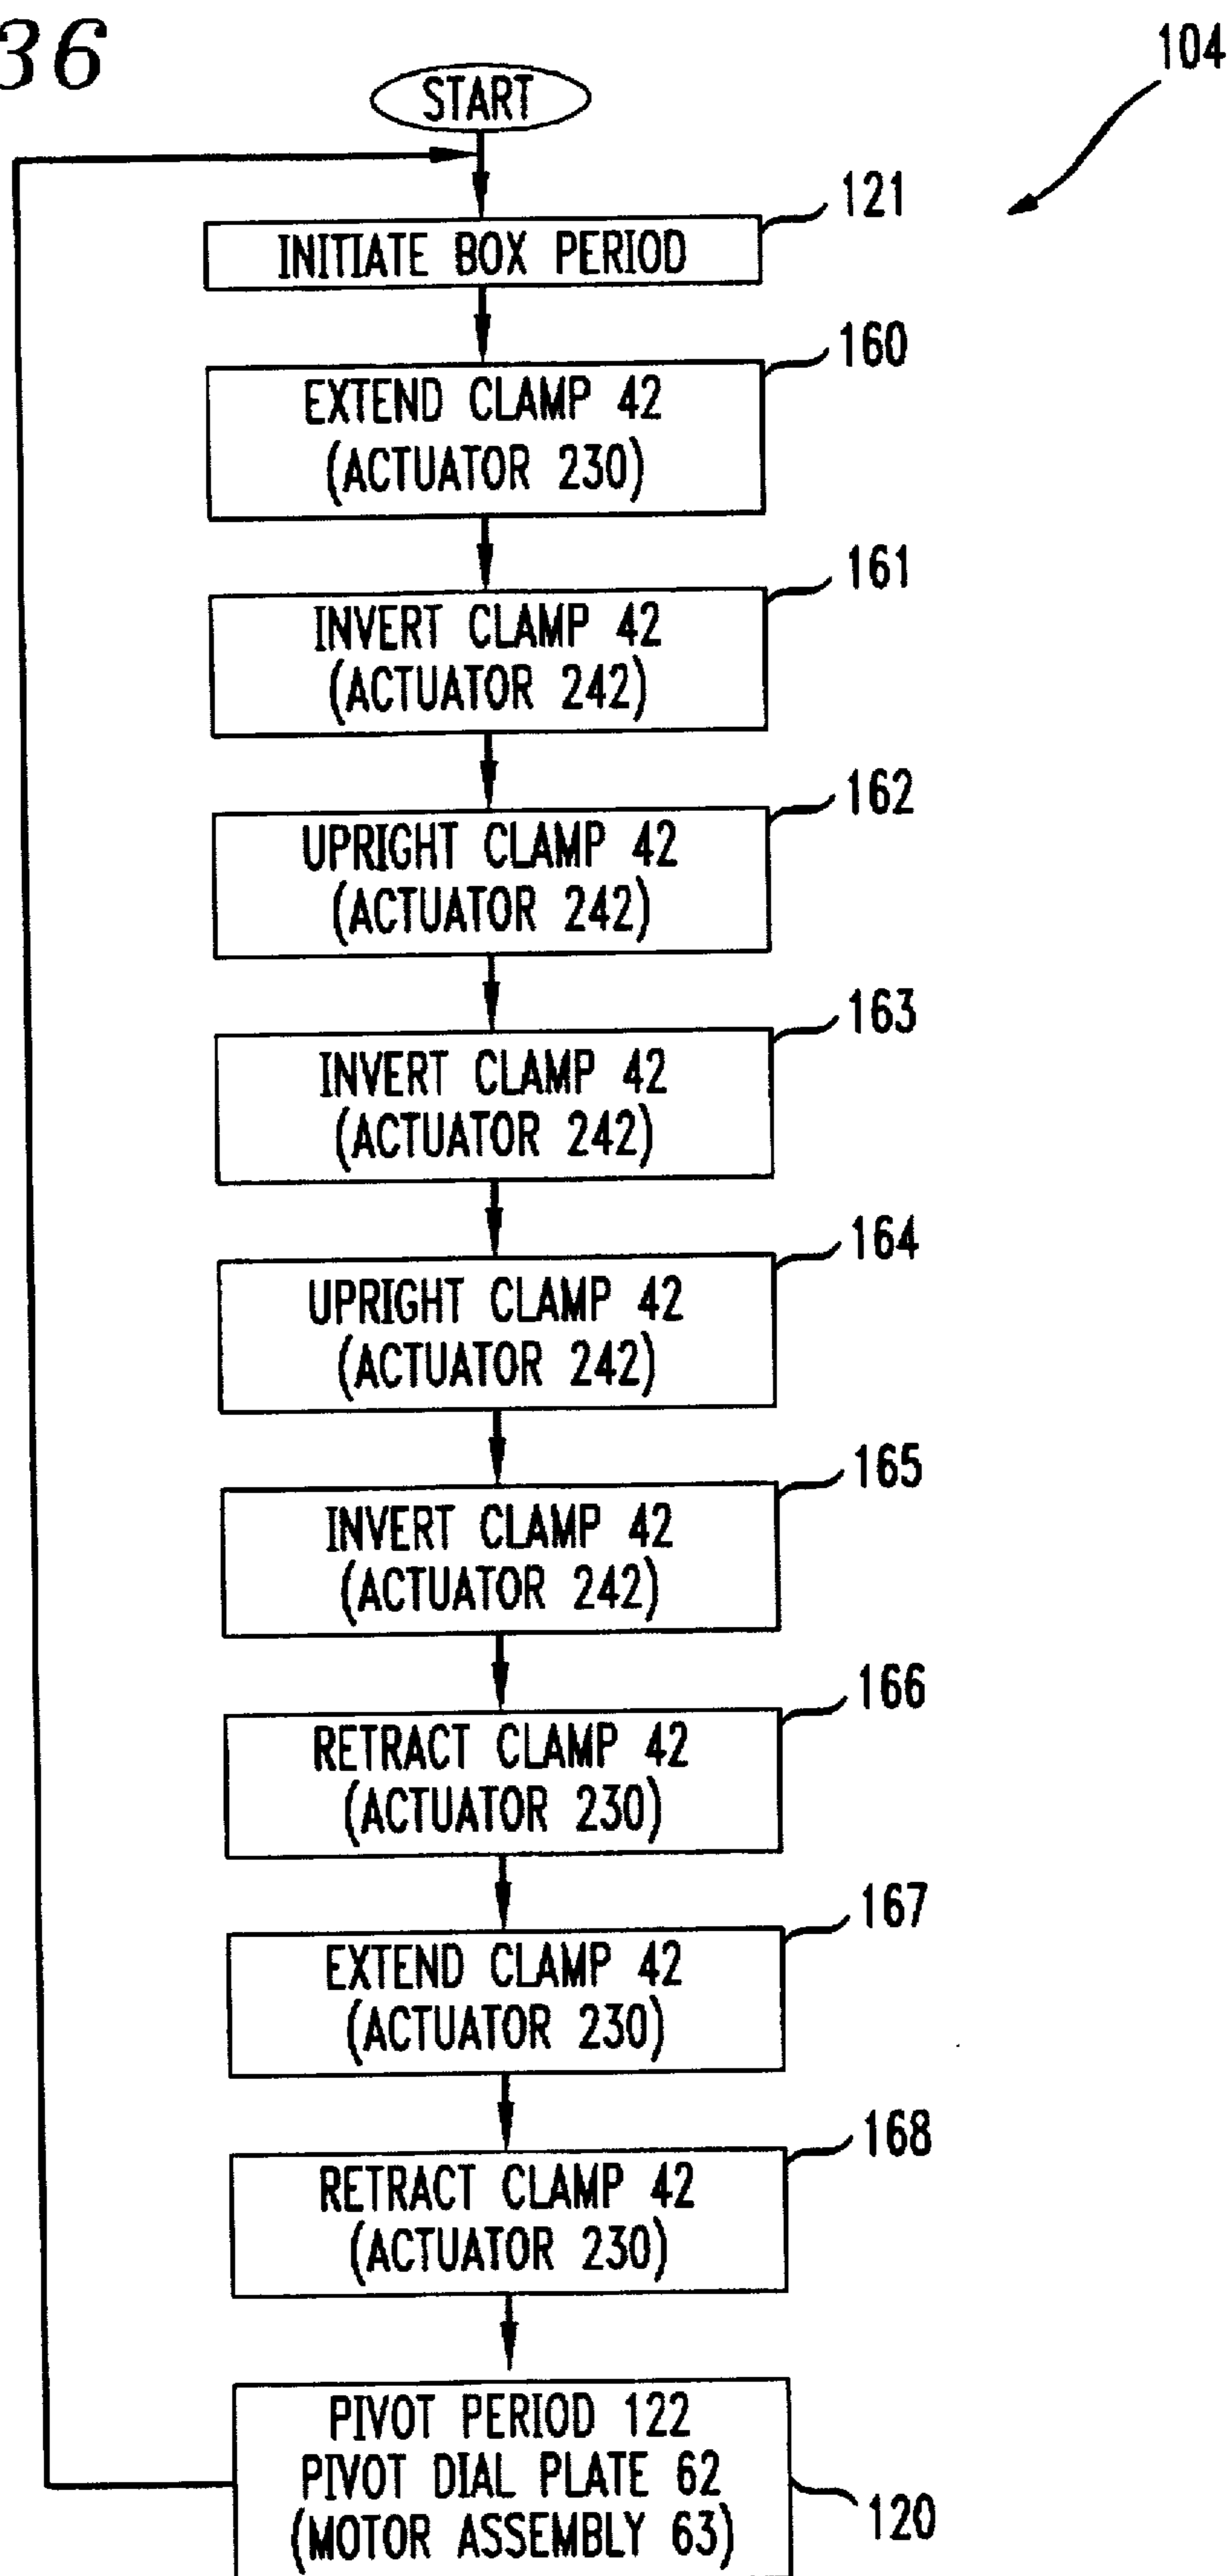 36
104
START
121
INITIATE BOX PERIOD
160
EXTEND CLAMP 42
(ACTUATOR 230)
161
INVERT CLAMP 42
(ACTUATOR 242)
162
UPRIGHT CLAMP 42
(ACTUATOR 242)
163
INVERT CLAMP 42
(ACTUATOR 242)
164
UPRIGHT CLAMP 42
(ACTUATOR 242)
165
INVERT CLAMP 42
(ACTUATOR 242)
166
RETRACT CLAMP 42
(ACTUATOR 230)
167
EXTEND CLAMP 42
(ACTUATOR 230)
168
RETRACT CLAMP 42
(ACTUATOR 230)
PIVOT PERIOD 122
PIVOT DIAL PLATE 62
(MOTOR ASSEMBLY 63)
120